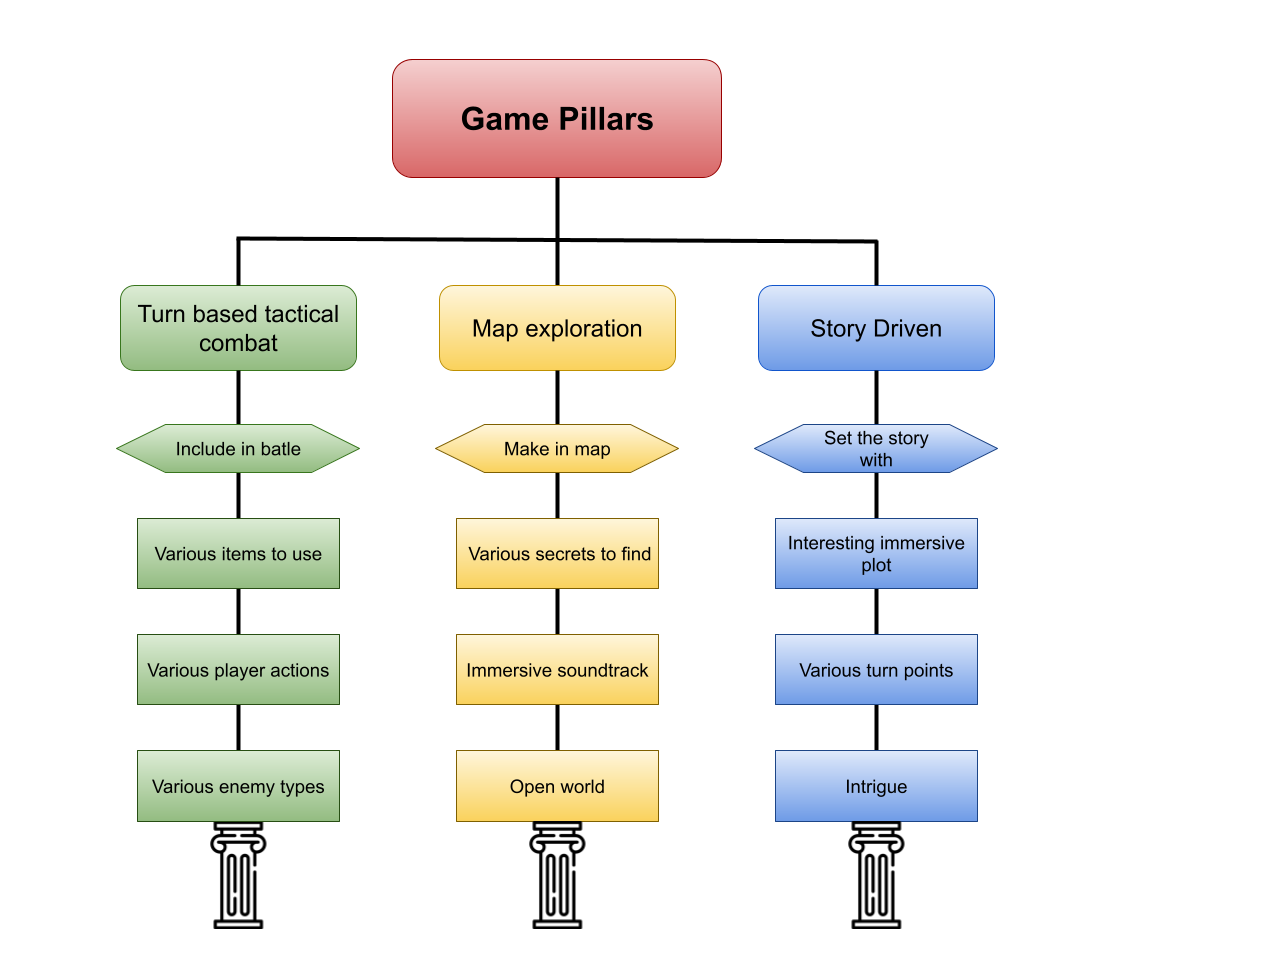 Game Pillars
Turn based tactical
combat
Map exploration
Story Driven
Include in batle
Make in map
Set the story
with
Various items to use
Various secrets to find
Interesting immersive
plot
Various player actions
Immersive soundtrack
Various turn points
Various enemy types
Open world
Intrigue